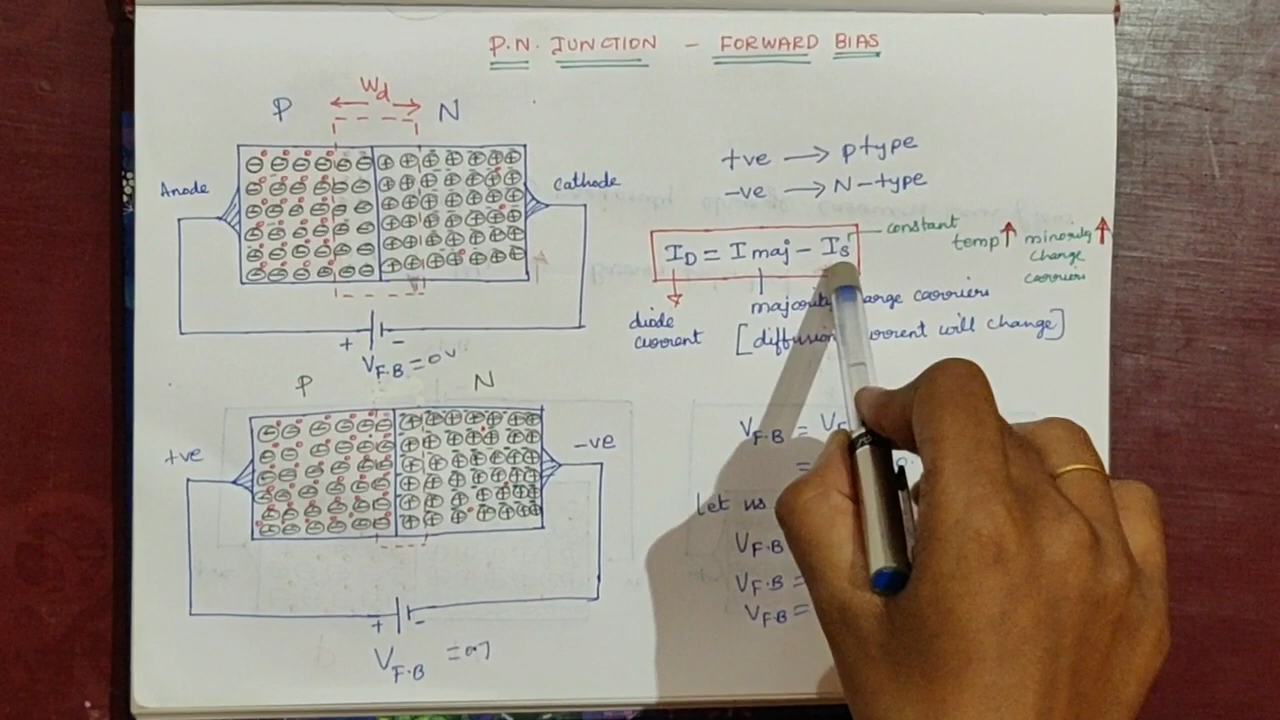 P.N. JUNCTION - FORWARD BIAS
P
Wd
N
Anode
Cathode
+ -
VF.B = 0V
+ve → p type
-ve → N-type
ID = Imaj - IS
constant
temp↑ minority ↑
change
carriers
diode
current
majority charge carriers
[diffusion current will change]
P
N
+ve
-ve
+ -
VF.B = 0.7
VF.B =
=
let us
VF.B
VF.B =
VF.B =